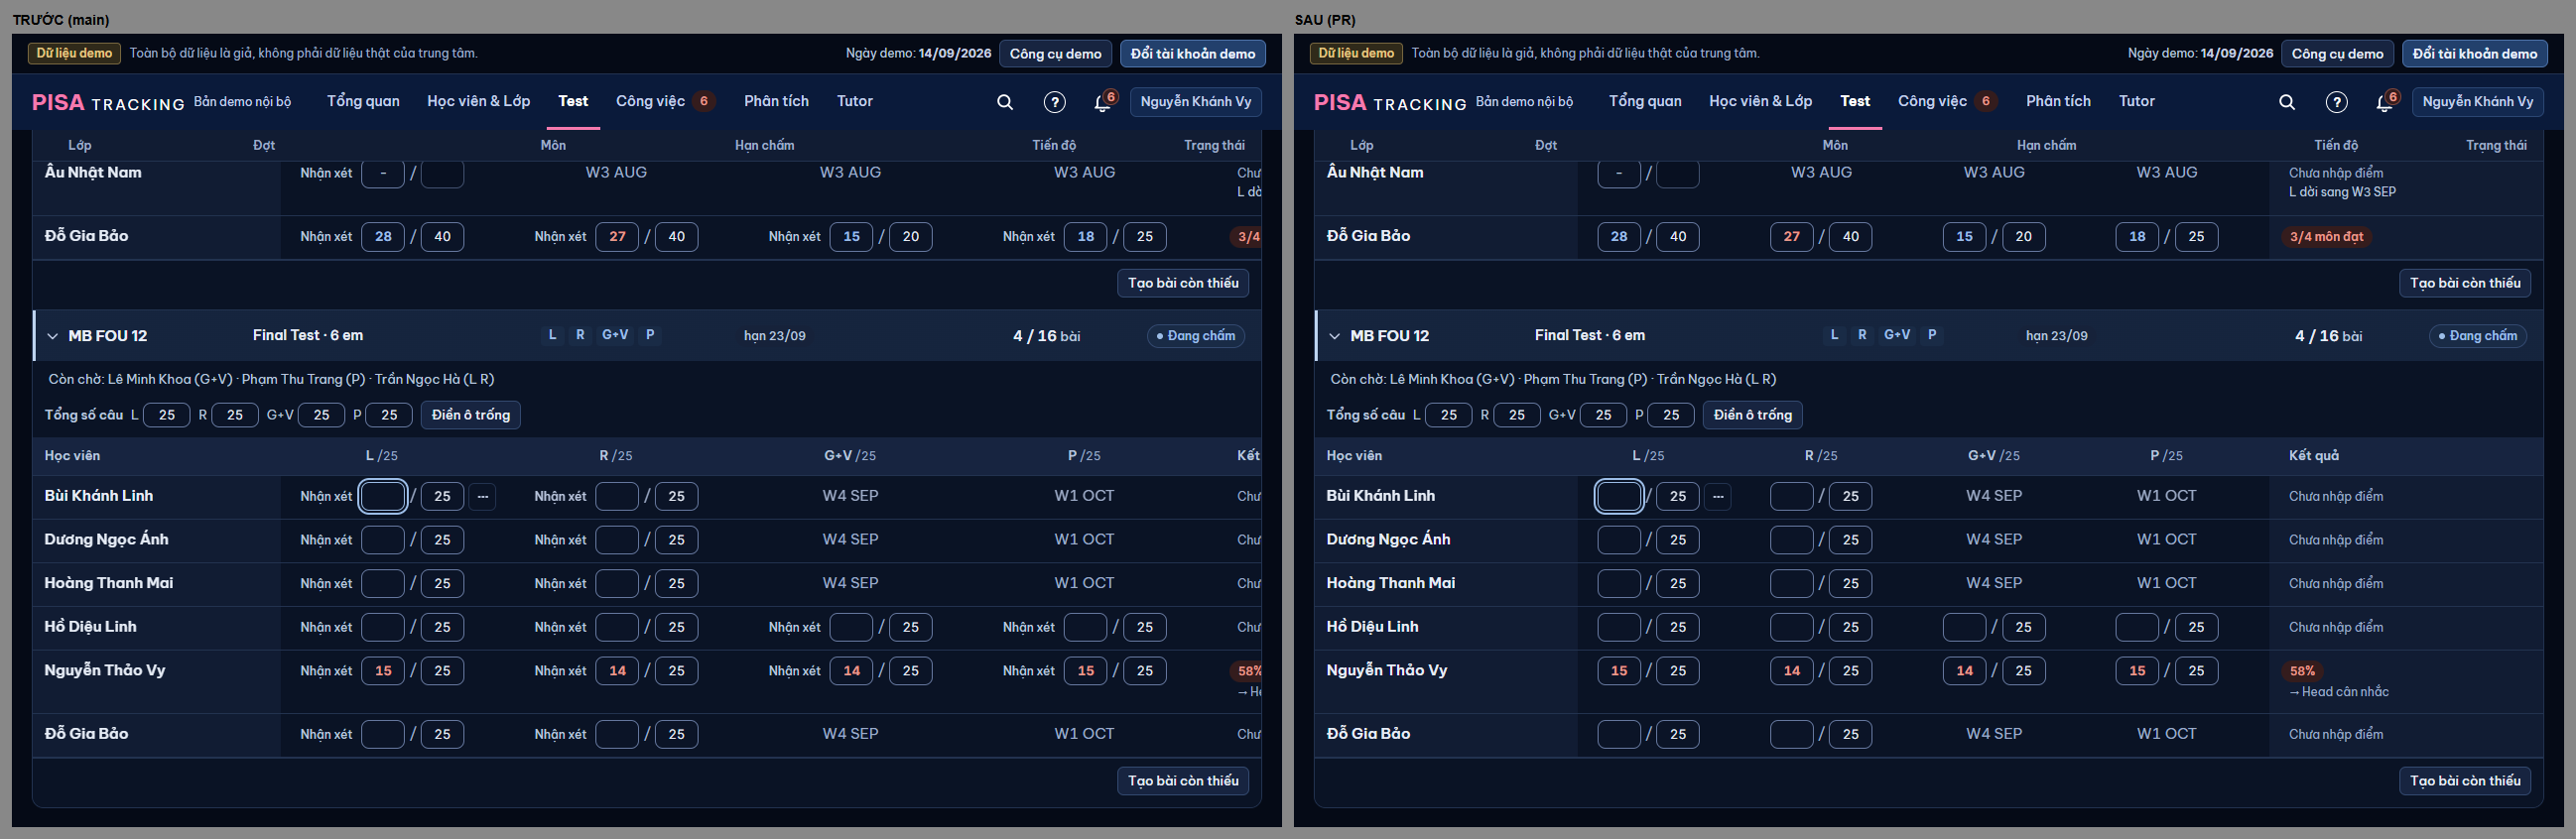 TRƯỚC (main)
Dữ liệu demo Toàn bộ dữ liệu là giả, không phải dữ liệu thật của trung tâm. Ngày demo: 14/09/2026 Công cụ demo Đổi tài khoản demo
PISA TRACKING Bản demo nội bộ Tổng quan Học viên & Lớp Test Công việc 6 Phân tích Tutor ? 6 Nguyễn Khánh Vy
Lớp Đợt Môn Hạn chấm Tiến độ Trạng thái
Âu Nhật Nam Nhận xét - / W3 AUG W3 AUG W3 AUG Chư
L dò
Đỗ Gia Bảo Nhận xét 28 / 40 Nhận xét 27 / 40 Nhận xét 15 / 20 Nhận xét 18 / 25 3/4
Tạo bài còn thiếu
MB FOU 12 Final Test · 6 em L R G+V P hạn 23/09 4 / 16 bài Đang chấm
Còn chờ: Lê Minh Khoa (G+V) · Phạm Thu Trang (P) · Trần Ngọc Hà (L R)
Tổng số câu L 25 R 25 G+V 25 P 25 Điền ô trống
Học viên L /25 R /25 G+V /25 P /25 Kết
Bùi Khánh Linh Nhận xét / 25 --- Nhận xét / 25 W4 SEP W1 OCT Chư
Dương Ngọc Ánh Nhận xét / 25 Nhận xét / 25 W4 SEP W1 OCT Chư
Hoàng Thanh Mai Nhận xét / 25 Nhận xét / 25 W4 SEP W1 OCT Chư
Hồ Diệu Linh Nhận xét / 25 Nhận xét / 25 Nhận xét / 25 Nhận xét / 25 Chư
Nguyễn Thảo Vy Nhận xét 15 / 25 Nhận xét 14 / 25 Nhận xét 14 / 25 Nhận xét 15 / 25 58%
→ He
Đỗ Gia Bảo Nhận xét / 25 Nhận xét / 25 W4 SEP W1 OCT Chư
Tạo bài còn thiếu
SAU (PR)
Dữ liệu demo Toàn bộ dữ liệu là giả, không phải dữ liệu thật của trung tâm. Ngày demo: 14/09/2026 Công cụ demo Đổi tài khoản demo
PISA TRACKING Bản demo nội bộ Tổng quan Học viên & Lớp Test Công việc 6 Phân tích Tutor ? 6 Nguyễn Khánh Vy
Lớp Đợt Môn Hạn chấm Tiến độ Trạng thái
Âu Nhật Nam - / W3 AUG W3 AUG W3 AUG Chưa nhập điểm
L dời sang W3 SEP
Đỗ Gia Bảo 28 / 40 27 / 40 15 / 20 18 / 25 3/4 môn đạt
Tạo bài còn thiếu
MB FOU 12 Final Test · 6 em L R G+V P hạn 23/09 4 / 16 bài Đang chấm
Còn chờ: Lê Minh Khoa (G+V) · Phạm Thu Trang (P) · Trần Ngọc Hà (L R)
Tổng số câu L 25 R 25 G+V 25 P 25 Điền ô trống
Học viên L /25 R /25 G+V /25 P /25 Kết quả
Bùi Khánh Linh / 25 --- / 25 W4 SEP W1 OCT Chưa nhập điểm
Dương Ngọc Ánh / 25 / 25 W4 SEP W1 OCT Chưa nhập điểm
Hoàng Thanh Mai / 25 / 25 W4 SEP W1 OCT Chưa nhập điểm
Hồ Diệu Linh / 25 / 25 / 25 / 25 Chưa nhập điểm
Nguyễn Thảo Vy 15 / 25 14 / 25 14 / 25 15 / 25 58%
→ Head cân nhắc
Đỗ Gia Bảo / 25 / 25 W4 SEP W1 OCT Chưa nhập điểm
Tạo bài còn thiếu